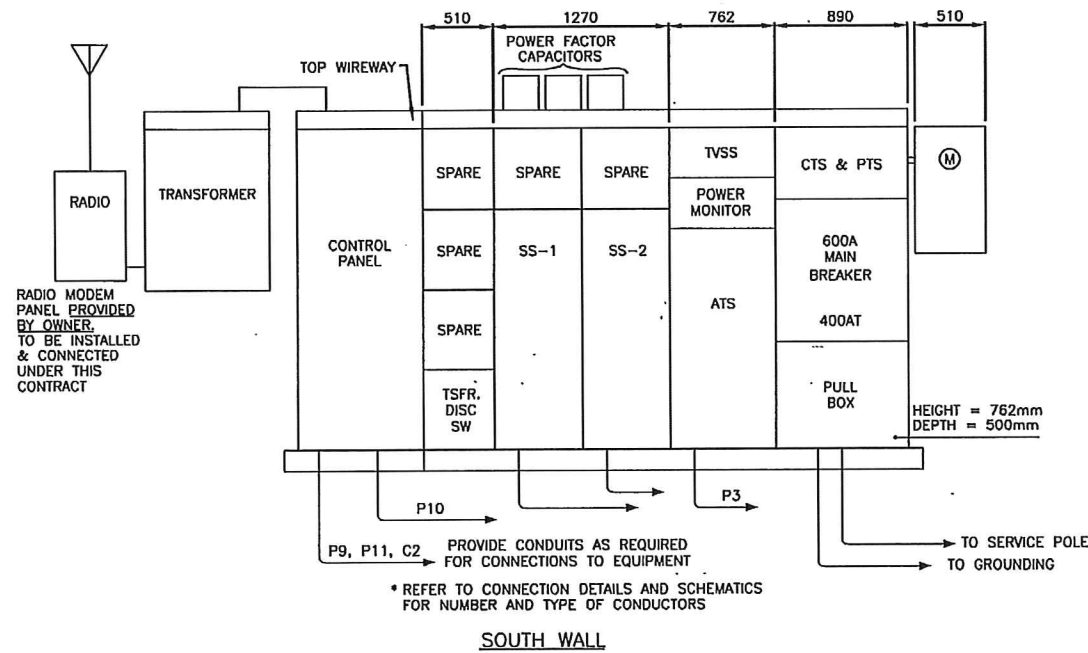 510
1270
762
890
510
POWER FACTOR
CAPACITORS
TOP WIREWAY
RADIO
TRANSFORMER
CONTROL
PANEL
SPARE
SPARE
SPARE
TSFR.
DISC
SW
SPARE
SS-1
SPARE
SS-2
TVSS
POWER
MONITOR
ATS
CTS & PTS
600A
MAIN
BREAKER
400AT
PULL
BOX
M
RADIO MODEM
PANEL PROVIDED
BY OWNER.
TO BE INSTALLED
& CONNECTED
UNDER THIS
CONTRACT
HEIGHT = 762mm
DEPTH = 500mm
P3
P10
P9, P11, C2
PROVIDE CONDUITS AS REQUIRED
FOR CONNECTIONS TO EQUIPMENT
TO SERVICE POLE
TO GROUNDING
* REFER TO CONNECTION DETAILS AND SCHEMATICS
FOR NUMBER AND TYPE OF CONDUCTORS
SOUTH WALL